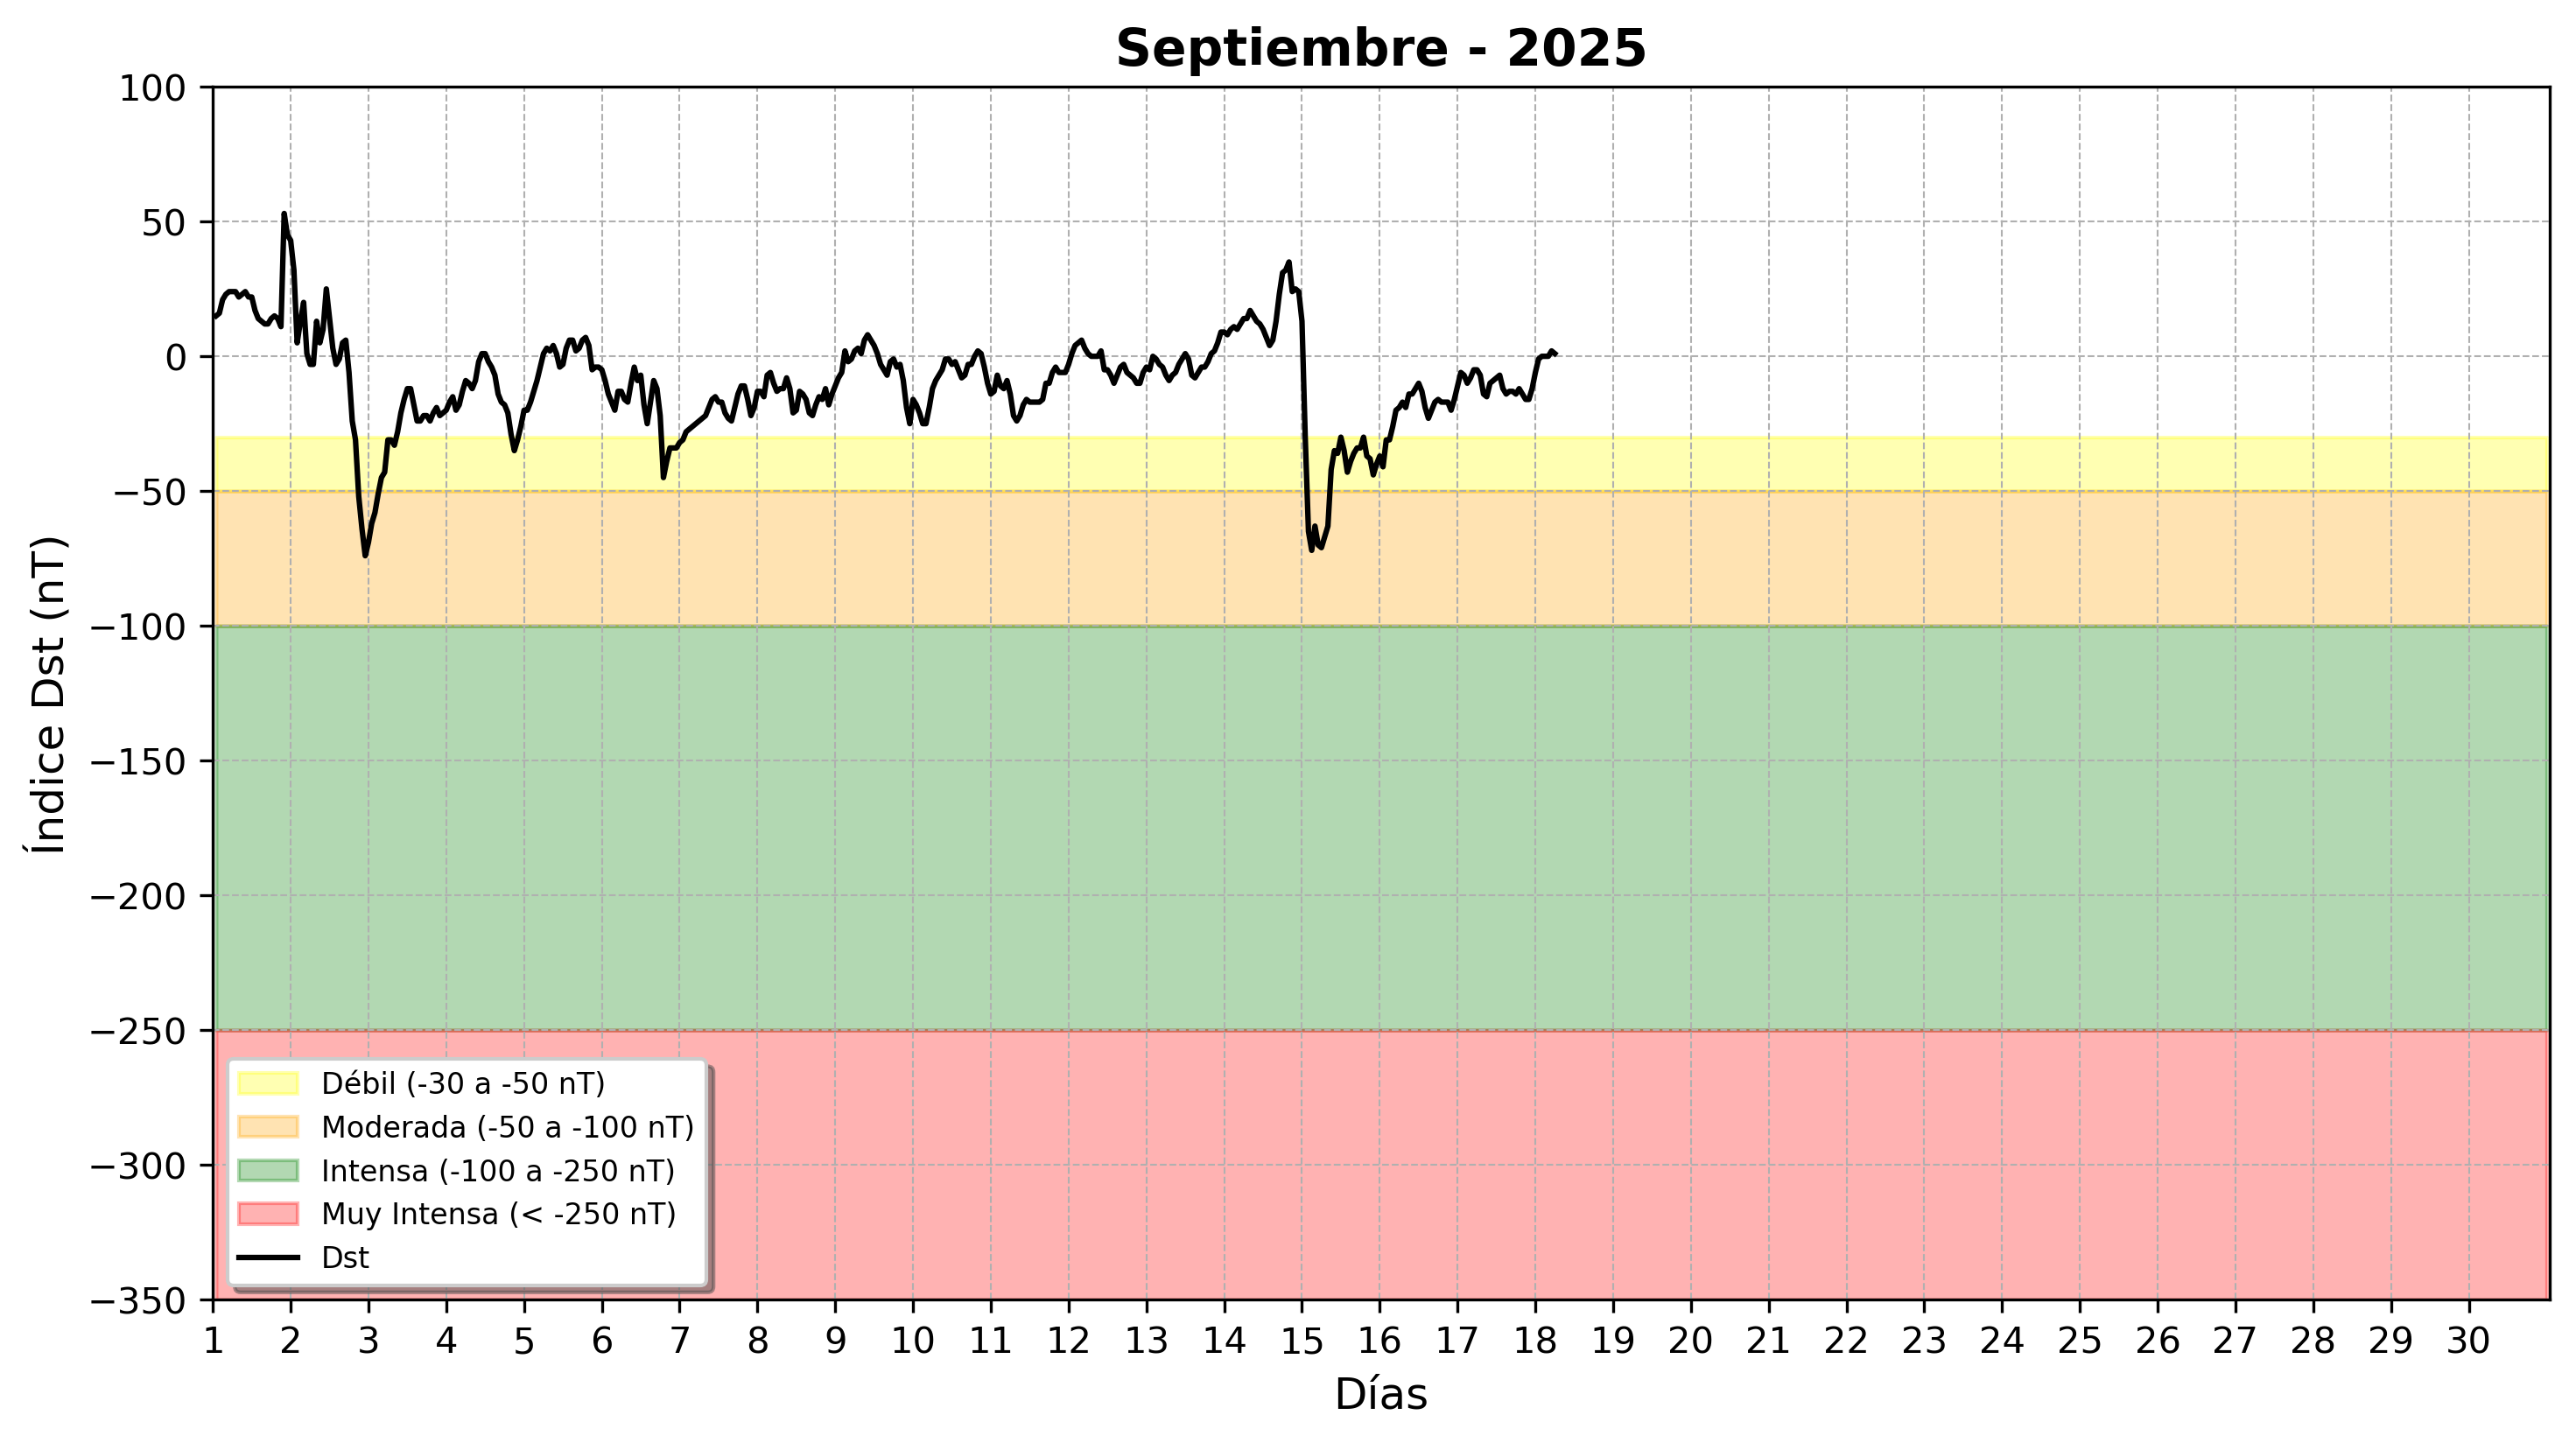 Septiembre - 2025
100
50
0
−50
−100
−150
−200
−250
−300
−350
Índice Dst (nT)
Débil (-30 a -50 nT)
Moderada (-50 a -100 nT)
Intensa (-100 a -250 nT)
Muy Intensa (< -250 nT)
Dst
1 2 3 4 5 6 7 8 9 10 11 12 13 14 15 16 17 18 19 20 21 22 23 24 25 26 27 28 29 30
Días